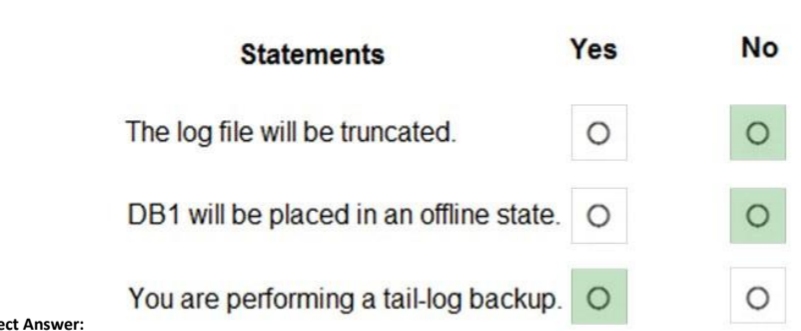 Statements Yes No
The log file will be truncated.
DB1 will be placed in an offline state.
You are performing a tail-log backup.
ect Answer: